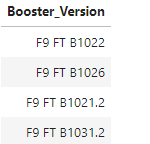 Booster_Version
F9 FT B1022
F9 FT B1026
F9 FT B1021.2
F9 FT B1031.2